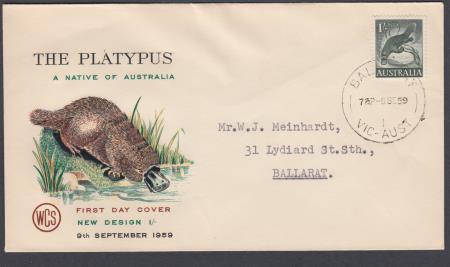 THE PLATYPUS
A NATIVE OF AUSTRALIA
WCS
FIRST DAY COVER
NEW DESIGN 1/-
9th SEPTEMBER 1959
1/-
AUSTRALIA
VIC-AUST
Mr.W.J. Meinhardt,
31 Lydiard St.Sth.,
BALLARAT.